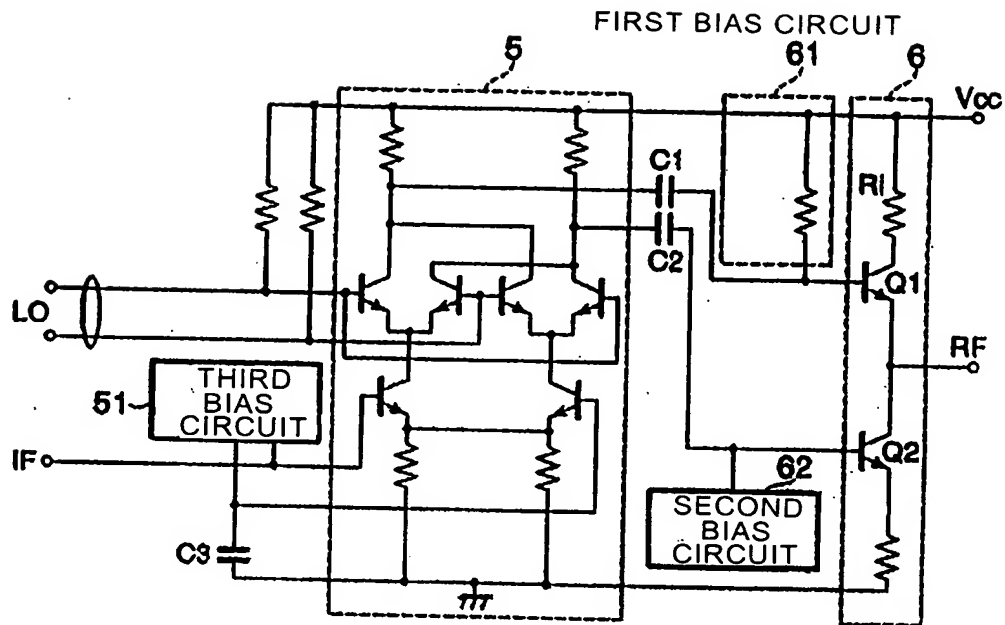 FIRST BIAS CIRCUIT
5
61
6
Vcc
C1
C2
R1
Q1
LO
RF
51
THIRD
BIAS
CIRCUIT
IF
Q2
62
SECOND
BIAS
CIRCUIT
C3